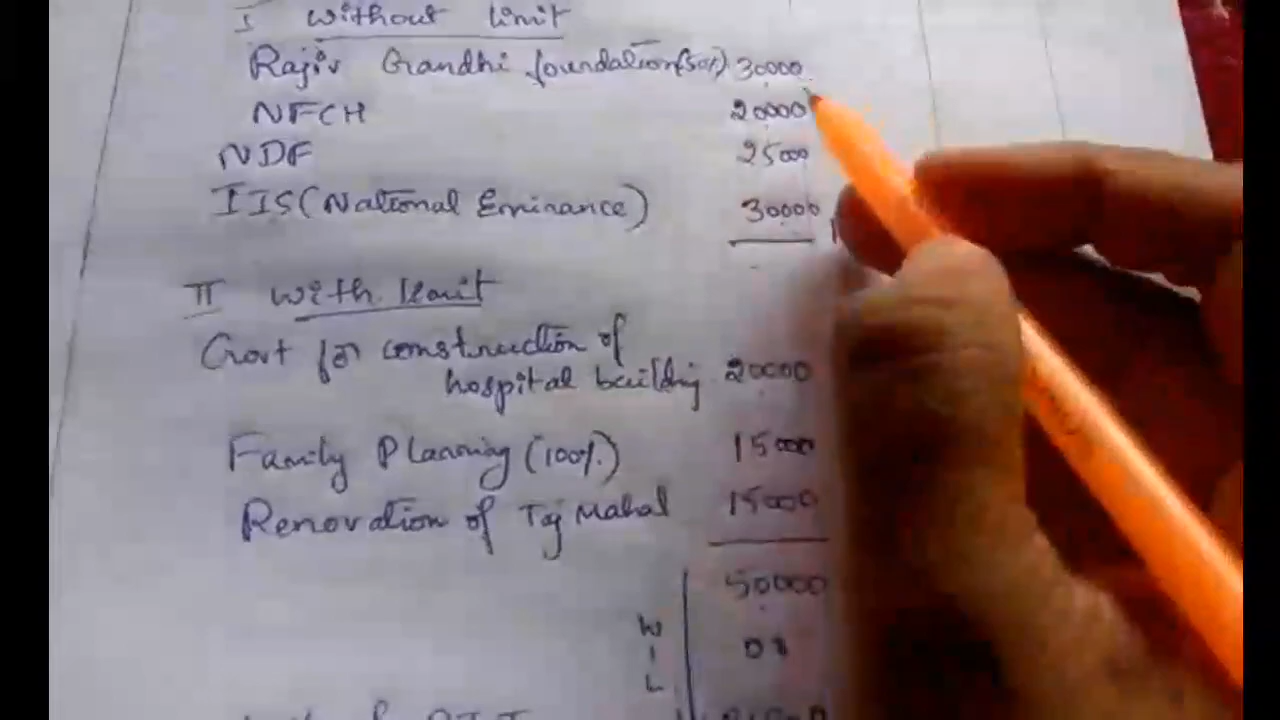 I without limit
Rajiv Gandhi foundation(50%) 30000
NFCH 20000
NDF 25000
IIS(National Eminance) 30000
II with limit
Govt for construction of
hospital building 20000
Family Planning (100%) 15000
Renovation of Taj Mahal 15000
50000
W
I
L
or